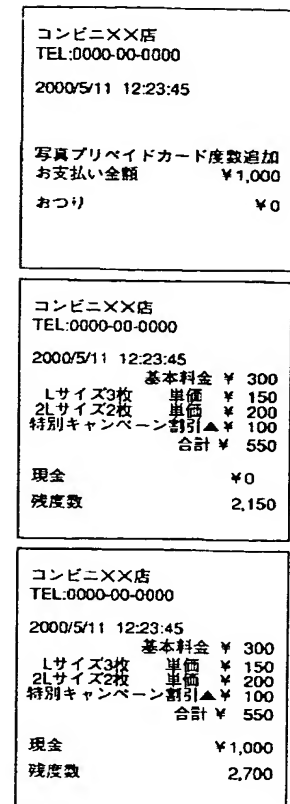 コンビニ××店
TEL:0000-00-0000
2000/5/11 12:23:45
写真プリペイドカード度数追加
お支払い金額 ¥1,000
おつり ¥0
コンビニ××店
TEL:0000-00-0000
2000/5/11 12:23:45
基本料金 ¥ 300
Lサイズ3枚 単価 ¥ 150
2Lサイズ2枚 単価 ¥ 200
特別キャンペーン割引▲¥ 100
合計 ¥ 550
現金 ¥0
残度数 2,150
コンビニ××店
TEL:0000-00-0000
2000/5/11 12:23:45
基本料金 ¥ 300
Lサイズ3枚 単価 ¥ 150
2Lサイズ2枚 単価 ¥ 200
特別キャンペーン割引▲¥ 100
合計 ¥ 550
現金 ¥1,000
残度数 2,700